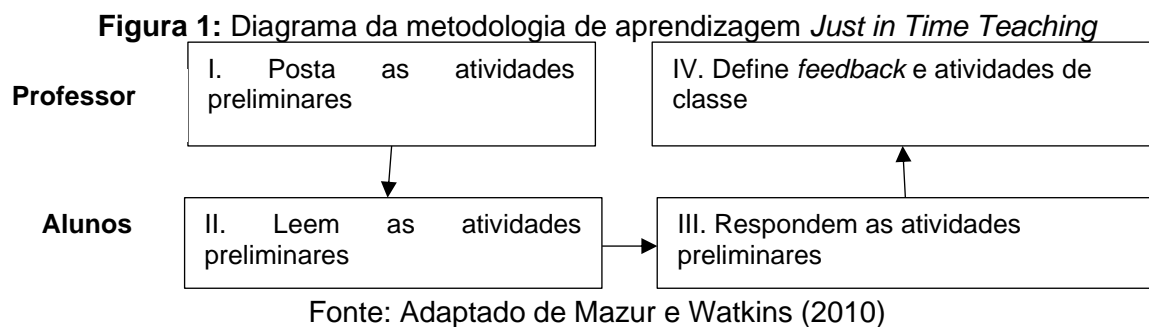 Figura 1: Diagrama da metodologia de aprendizagem Just in Time Teaching
Professor
I. Posta as atividades
preliminares
IV. Define feedback e atividades de
classe
Alunos
II. Leem as atividades
preliminares
III. Respondem as atividades
preliminares
Fonte: Adaptado de Mazur e Watkins (2010)